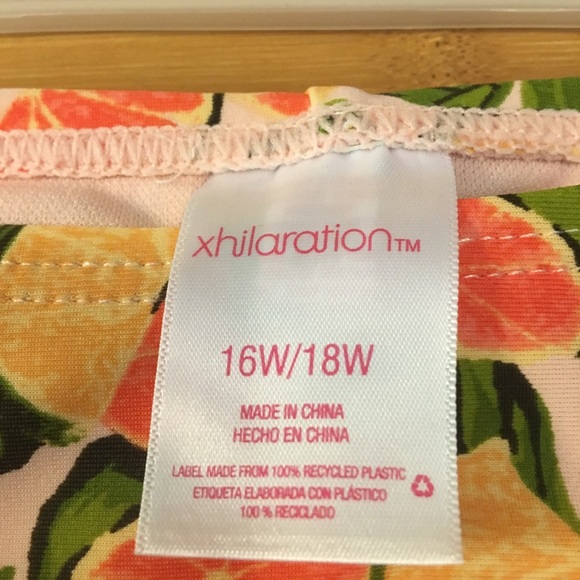 xhilaration™
16W/18W
MADE IN CHINA
HECHO EN CHINA
LABEL MADE FROM 100% RECYCLED PLASTIC
ETIQUETA ELABORADA CON PLÁSTICO
100 % RECICLADO